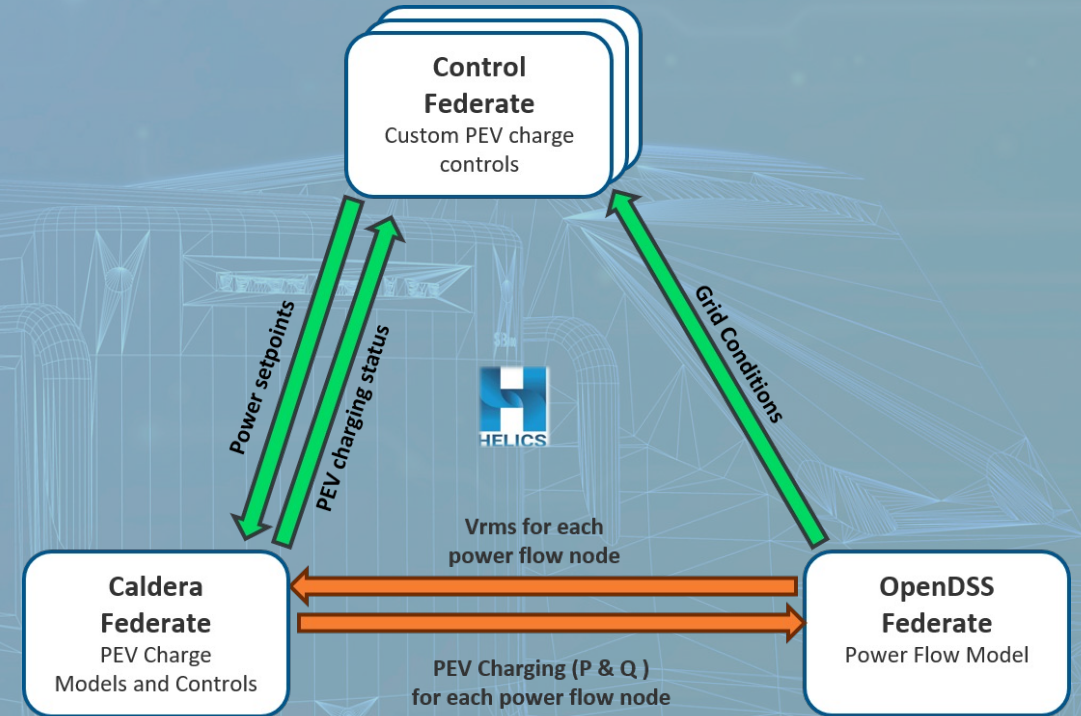 Control
Federate
Custom PEV charge
controls
Power setpoints
PEV charging status
Grid Conditions
HELICS
Vrms for each
power flow node
Caldera
Federate
PEV Charge
Models and Controls
OpenDSS
Federate
Power Flow Model
PEV Charging (P & Q )
for each power flow node